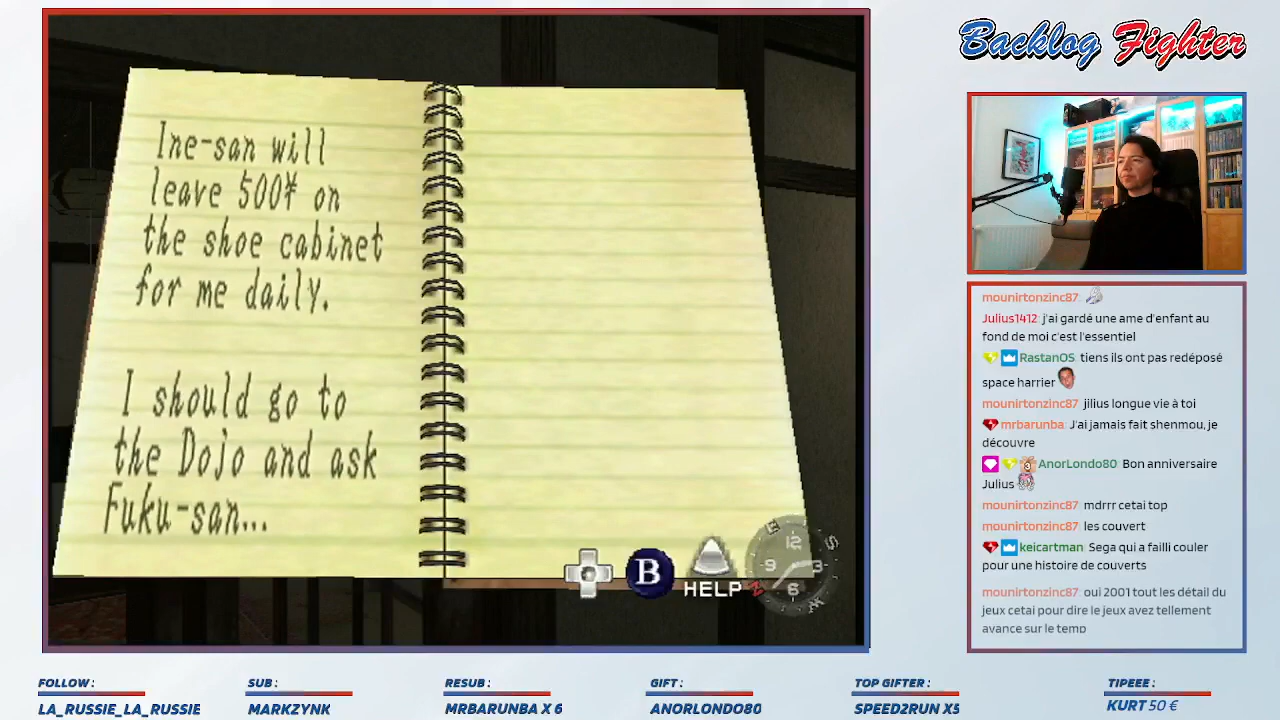 Backlog Fighter
Ine-san will
leave 500¥ on
the shoe cabinet
for me daily.
I should go to
the Dojo and ask
Fuku-san...
B
HELP
12
3
6
9
N
mounirtonzinc87:
Julius1412: j'ai gardé une ame d'enfant au
fond de moi c'est l'essentiel
RastanOS tiens ils ont pas redéposé
space harrier
mounirtonzinc87 jilius longue vie à toi
mrbarunba: J'ai jamais fait shenmou, je
découvre
AnorLondo80: Bon anniversaire
Julius
mounirtonzinc87 mdrrr cetai top
mounirtonzinc87 les couvert
keicartman: Sega qui a failli couler
pour une histoire de couverts
mounirtonzinc87 oui 2001 tout les détail du
jeux cetai pour dire le jeux avez tellement
avance sur le temp
FOLLOW :
LA_RUSSIE_LA_RUSSIE
SUB :
MARKZYNK
RESUB :
MRBARUNBA X 6
GIFT :
ANORLONDO80
TOP GIFTER :
SPEED2RUN X5
TIPEEE :
KURT 50 €